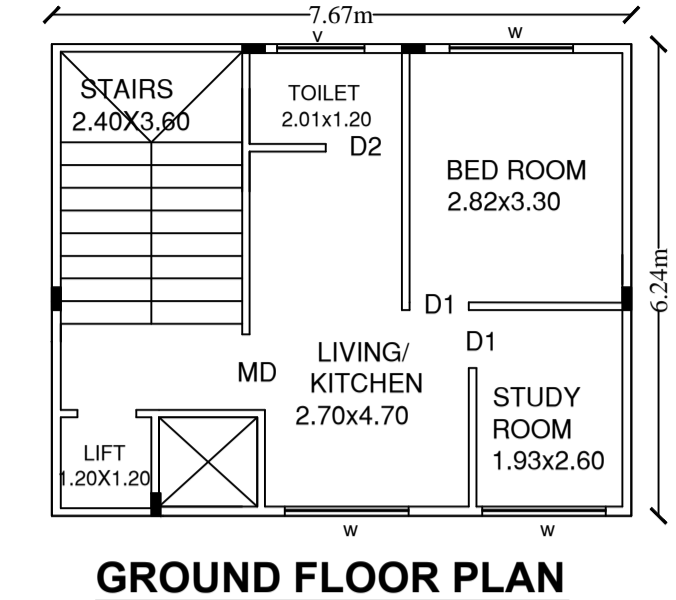 7.67m
v
w
STAIRS
2.40X3.60
TOILET
2.01x1.20
D2
BED ROOM
2.82x3.30
6.24m
D1
D1
MD
LIVING/
KITCHEN
2.70x4.70
STUDY
ROOM
1.93x2.60
LIFT
1.20X1.20
w
w
GROUND FLOOR PLAN